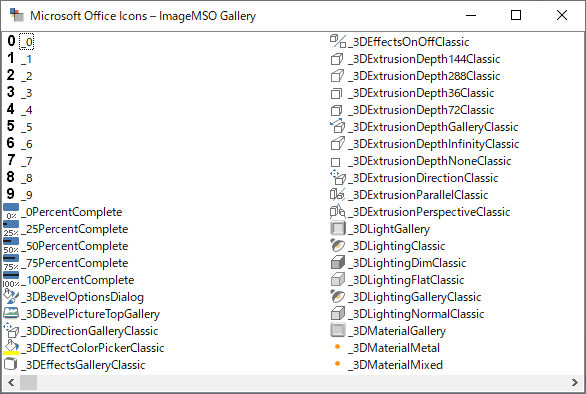 Microsoft Office Icons – ImageMSO Gallery
0 _0
1 _1
2 _2
3 _3
4 _4
5 _5
6 _6
7 _7
8 _8
9 _9
0% _0PercentComplete
25% _25PercentComplete
50% _50PercentComplete
75% _75PercentComplete
100% _100PercentComplete
_3DBevelOptionsDialog
_3DBevelPictureTopGallery
_3DDirectionGalleryClassic
_3DEffectColorPickerClassic
_3DEffectsGalleryClassic
_3DEffectsOnOffClassic
_3DExtrusionDepth144Classic
_3DExtrusionDepth288Classic
_3DExtrusionDepth36Classic
_3DExtrusionDepth72Classic
_3DExtrusionDepthGalleryClassic
_3DExtrusionDepthInfinityClassic
_3DExtrusionDepthNoneClassic
_3DExtrusionDirectionClassic
_3DExtrusionParallelClassic
_3DExtrusionPerspectiveClassic
_3DLightGallery
_3DLightingClassic
_3DLightingDimClassic
_3DLightingFlatClassic
_3DLightingGalleryClassic
_3DLightingNormalClassic
_3DMaterialGallery
_3DMaterialMetal
_3DMaterialMixed